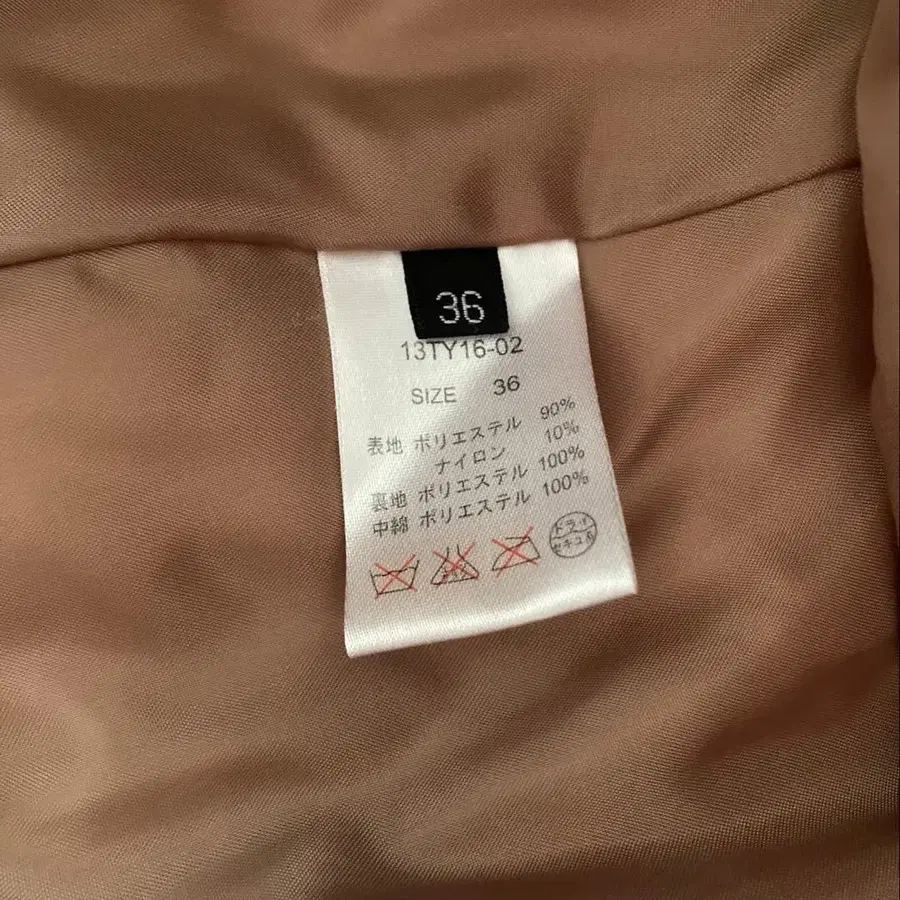 36
13TY16-02
SIZE 36
表地 ポリエステル 90%
ナイロン 10%
裏地 ポリエステル 100%
中綿 ポリエステル 100%
ドライ
セキユ系